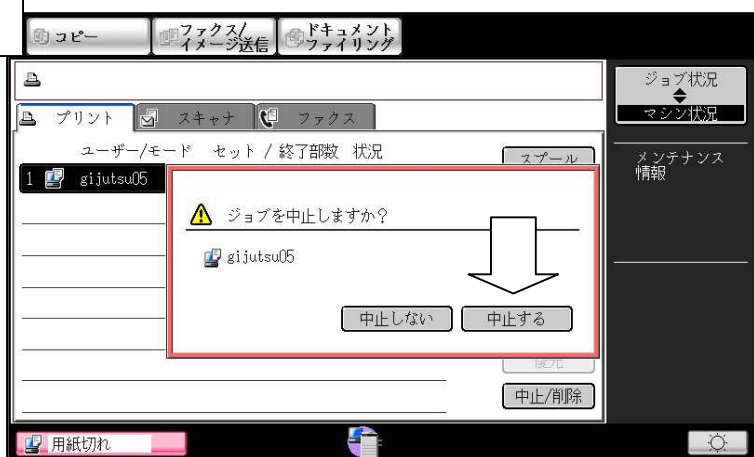 コピー
ファクス/
イメージ送信
ドキュメント
ファイリング
ジョブ状況
マシン状況
プリント
スキャナ
ファクス
ユーザー/モード セット / 終了部数 状況
スプール
メンテナンス
情報
1 gijutsu05
ジョブを中止しますか?
gijutsu05
中止しない
中止する
中止/削除
用紙切れ